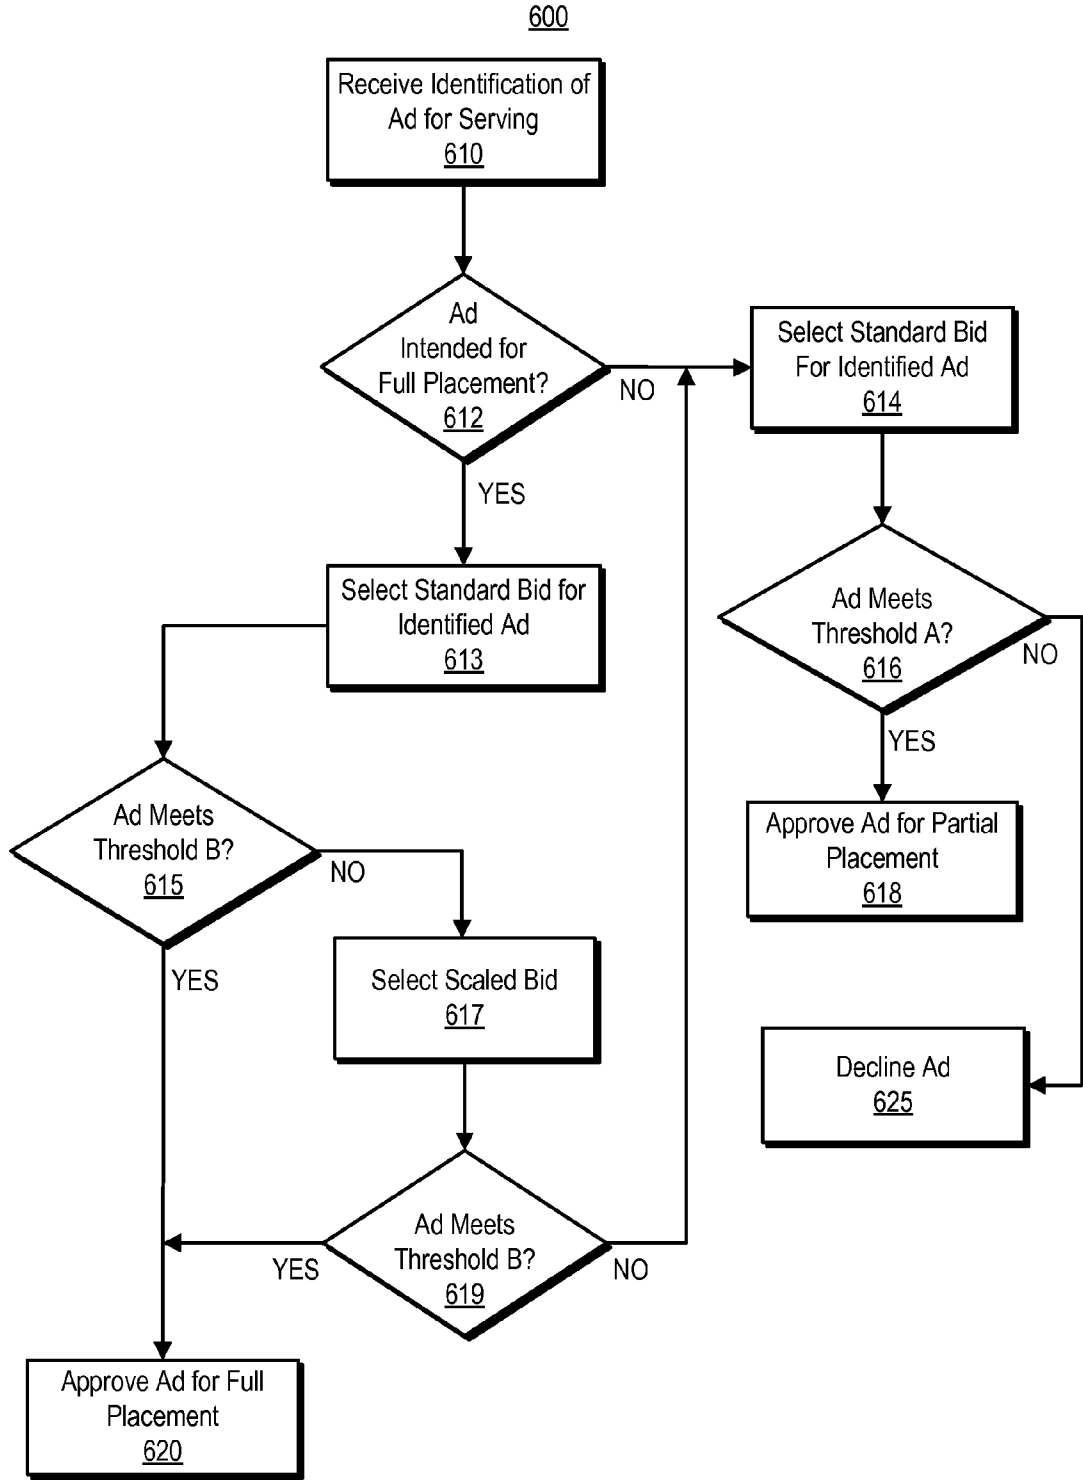 600
Receive Identification of
Ad for Serving
610
Ad
Intended for
Full Placement?
612
NO
YES
Select Standard Bid
For Identified Ad
614
Select Standard Bid for
Identified Ad
613
Ad Meets
Threshold A?
616
NO
YES
Ad Meets
Threshold B?
615
NO
YES
Approve Ad for Partial
Placement
618
Select Scaled Bid
617
Decline Ad
625
Ad Meets
Threshold B?
619
YES
NO
Approve Ad for Full
Placement
620